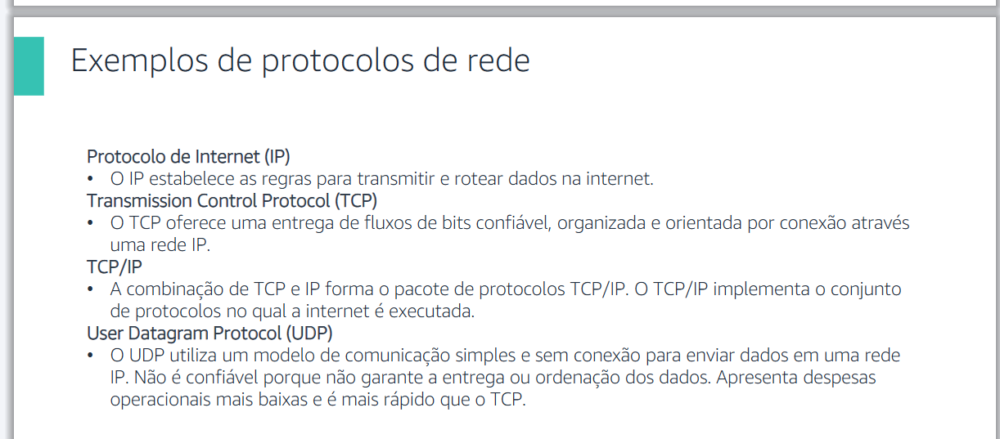 Exemplos de protocolos de rede
Protocolo de Internet (IP)
• O IP estabelece as regras para transmitir e rotear dados na internet.
Transmission Control Protocol (TCP)
• O TCP oferece uma entrega de fluxos de bits confiável, organizada e orientada por conexão através
uma rede IP.
TCP/IP
• A combinação de TCP e IP forma o pacote de protocolos TCP/IP. O TCP/IP implementa o conjunto
de protocolos no qual a internet é executada.
User Datagram Protocol (UDP)
• O UDP utiliza um modelo de comunicação simples e sem conexão para enviar dados em uma rede
IP. Não é confiável porque não garante a entrega ou ordenação dos dados. Apresenta despesas
operacionais mais baixas e é mais rápido que o TCP.